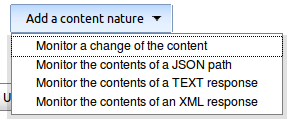 Add a content nature
Monitor a change of the content
Monitor the contents of a JSON path
Monitor the contents of a TEXT response
U
Monitor the contents of an XML response